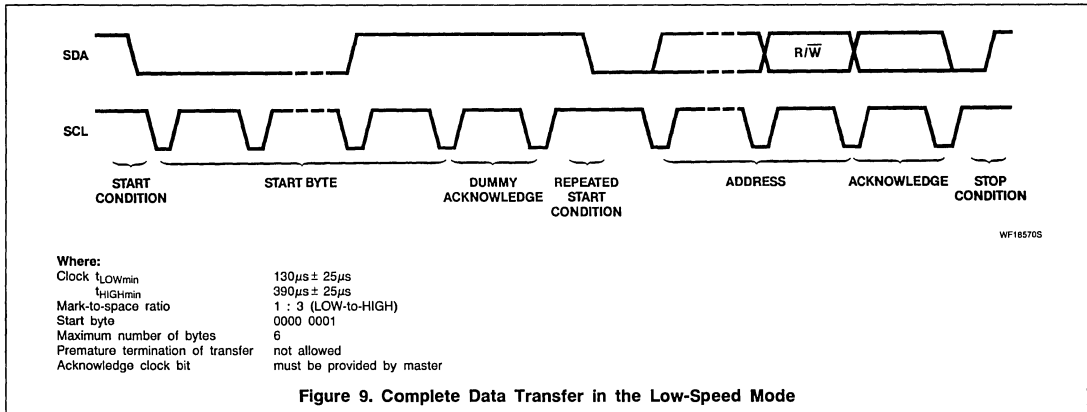 SDA
R/W̅
SCL
START CONDITION
START BYTE
DUMMY ACKNOWLEDGE
REPEATED START CONDITION
ADDRESS
ACKNOWLEDGE
STOP CONDITION
WF18570S
Where:
Clock tLOWmin 130µs ± 25µs
tHIGHmin 390µs ± 25µs
Mark-to-space ratio 1 : 3 (LOW-to-HIGH)
Start byte 0000 0001
Maximum number of bytes 6
Premature termination of transfer not allowed
Acknowledge clock bit must be provided by master
Figure 9. Complete Data Transfer in the Low-Speed Mode